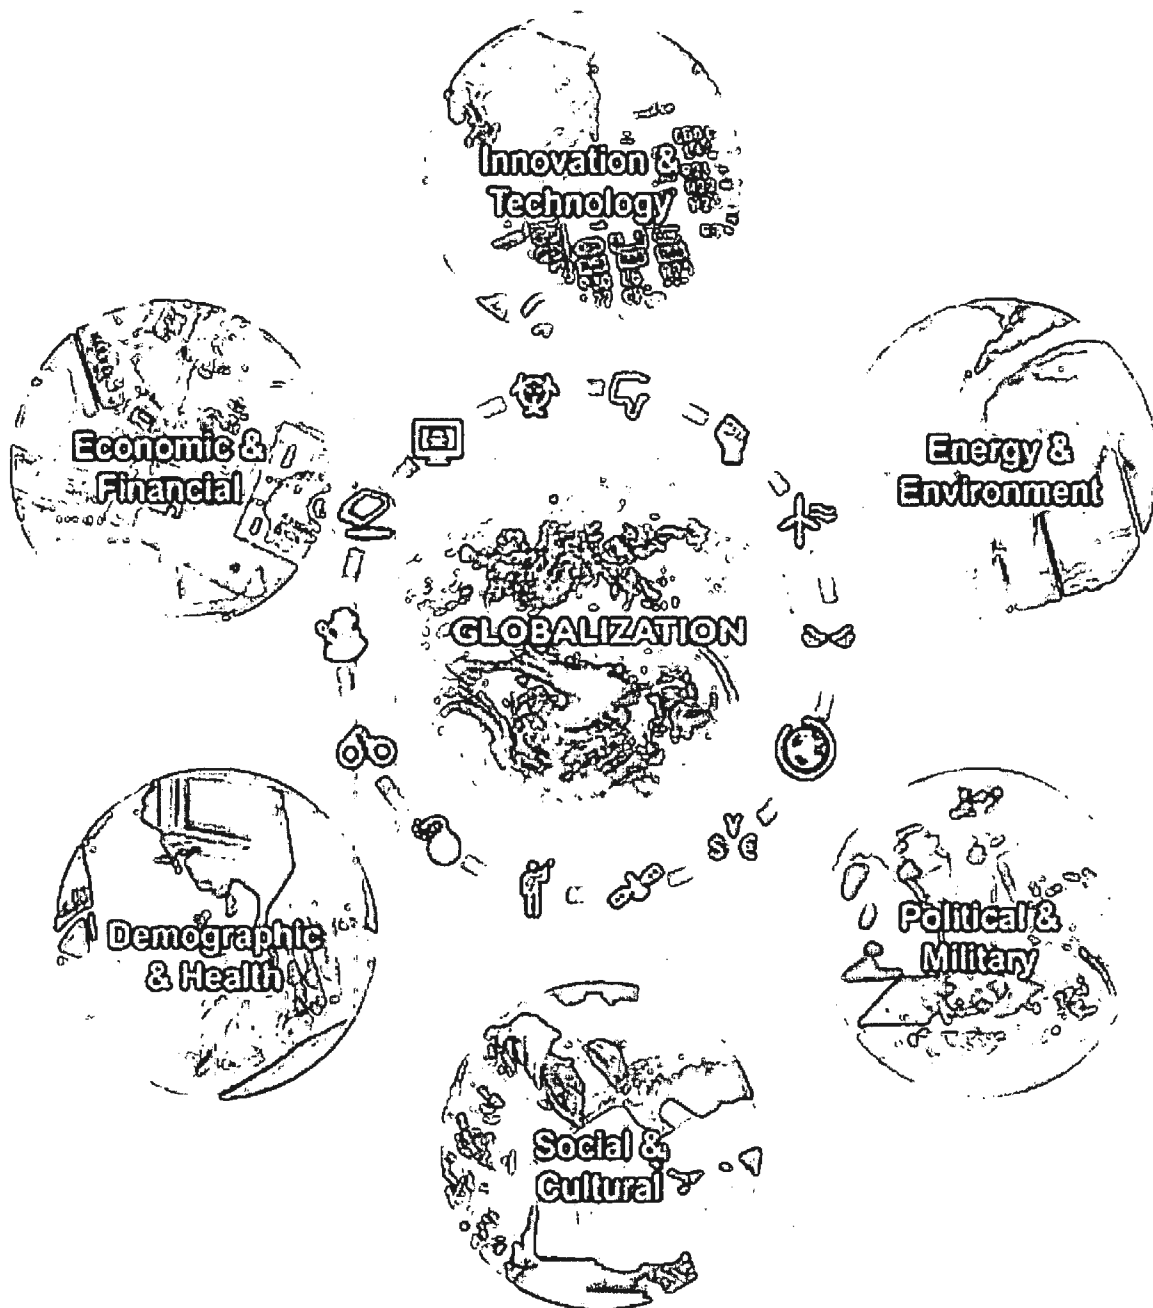 Innovation &
Technology
Economic &
Financial
Energy &
Environment
GLOBALIZATION
Demographic
& Health
Political &
Military
Social &
Cultural